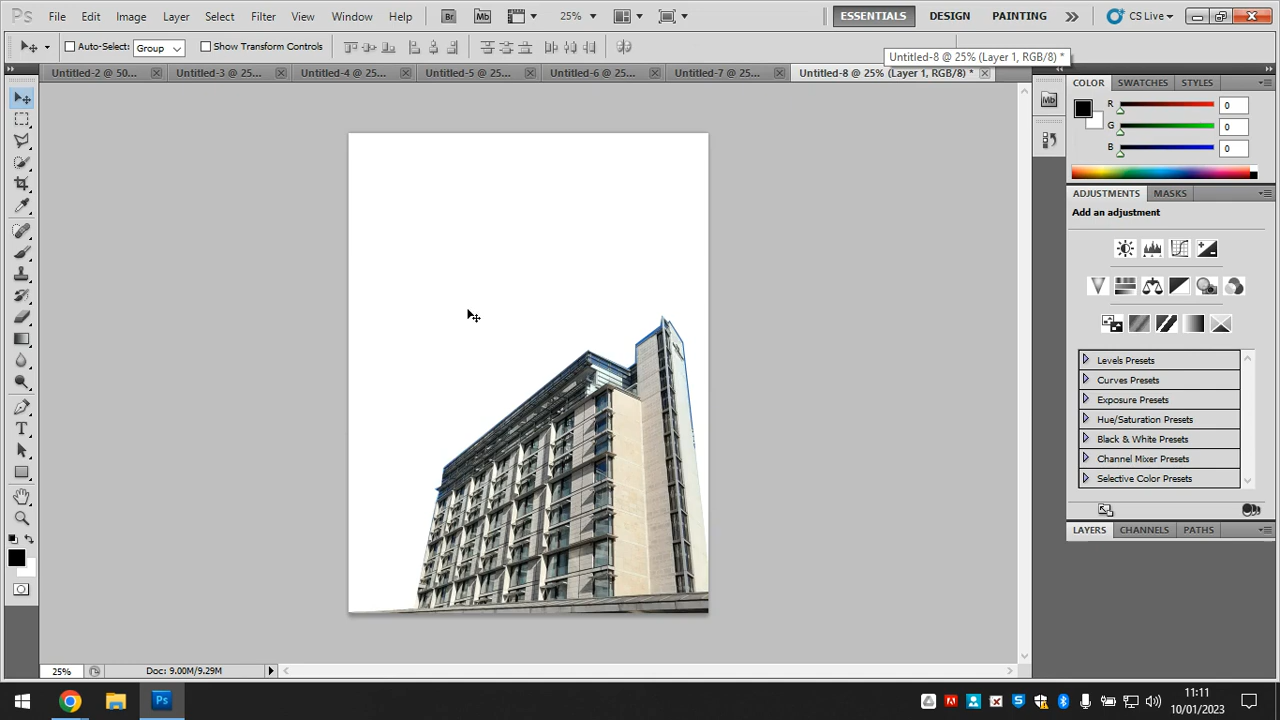 Ps File Edit Image Layer Select Filter View Window Help Br Mb 25% ESSENTIALS DESIGN PAINTING CS Live
Auto-Select: Group Show Transform Controls
Untitled-8 @ 25% (Layer 1, RGB/8) *
Untitled-2 @ 50... Untitled-3 @ 25... Untitled-4 @ 25... Untitled-5 @ 25... Untitled-6 @ 25... Untitled-7 @ 25... Untitled-8 @ 25% (Layer 1, RGB/8) *
COLOR SWATCHES STYLES
Mb
R 0
G 0
B 0
ADJUSTMENTS MASKS
Add an adjustment
Levels Presets
Curves Presets
Exposure Presets
Hue/Saturation Presets
Black & White Presets
Channel Mixer Presets
Selective Color Presets
LAYERS CHANNELS PATHS
25% Doc: 9.00M/9.29M
Ps
11:11
10/01/2023